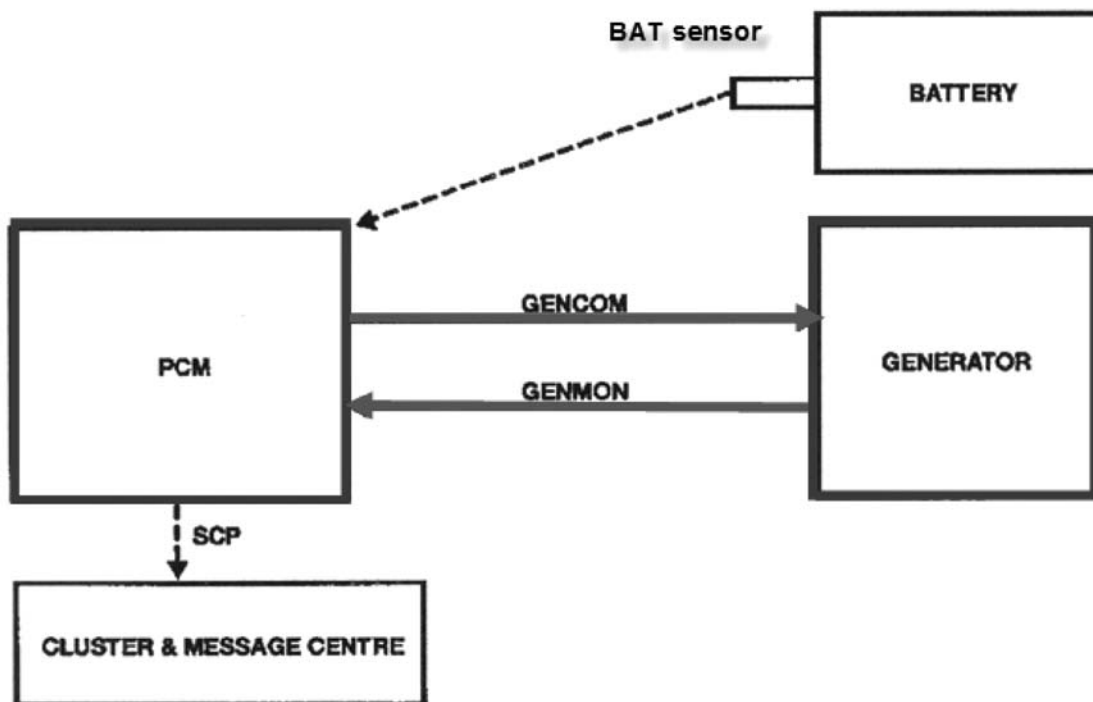 BAT sensor
BATTERY
GENCOM
PCM
GENERATOR
GENMON
SCP
CLUSTER & MESSAGE CENTRE